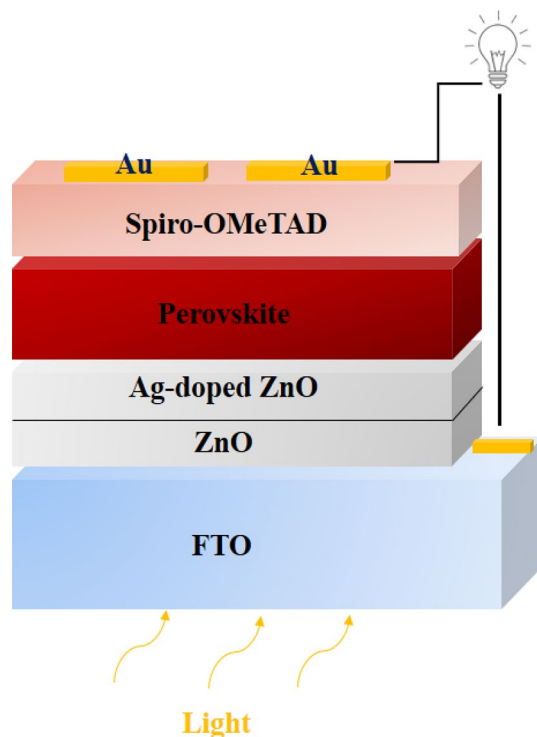 Au Au
Spiro-OMeTAD
Perovskite
Ag-doped ZnO
ZnO
FTO
Light